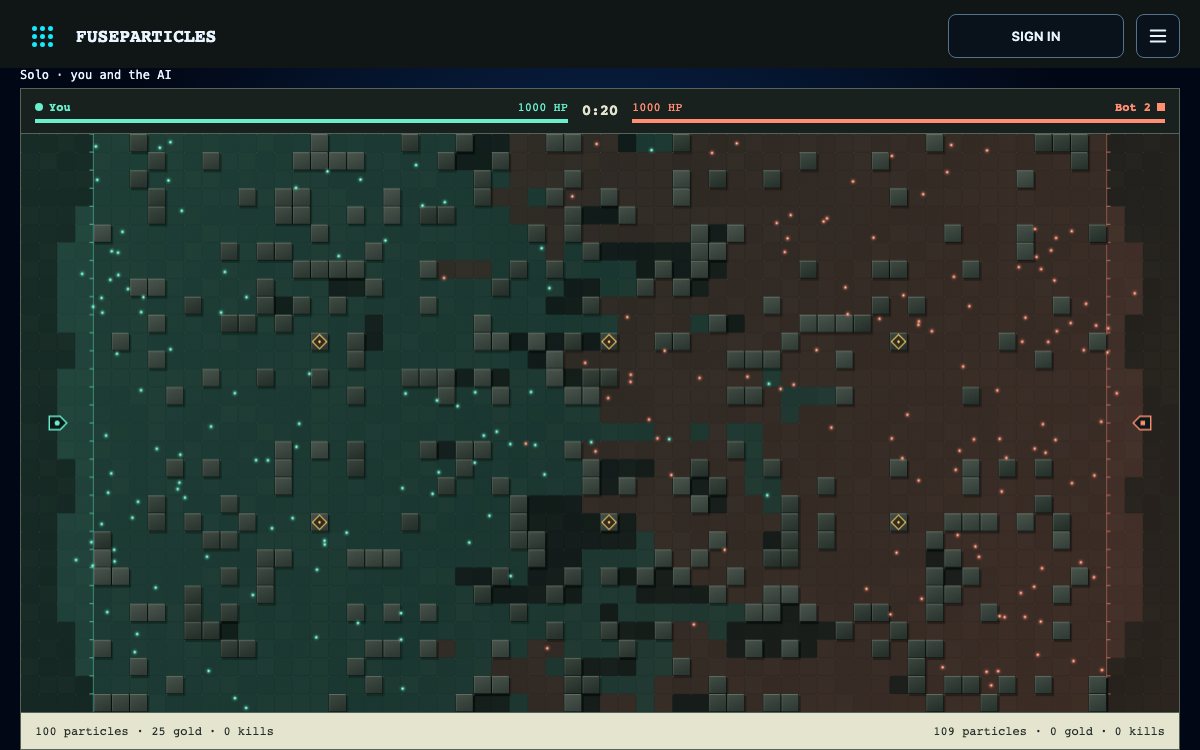 FUSEPARTICLES
SIGN IN
Solo · you and the AI
You
1000 HP
0:20
1000 HP
Bot 2
100 particles · 25 gold · 0 kills
109 particles · 0 gold · 0 kills